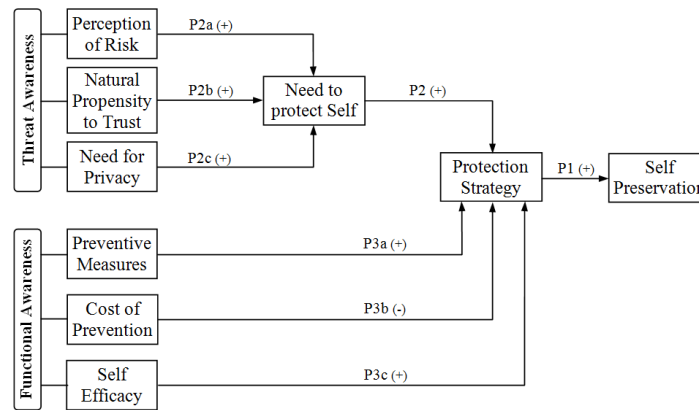 Threat Awareness
Perception
of Risk
P2a (+)
Natural
Propensity
to Trust
P2b (+)
Need for
Privacy
P2c (+)
Need to
protect Self
P2 (+)
Protection
Strategy
P1 (+)
Self
Preservation
Functional Awareness
Preventive
Measures
P3a (+)
Cost of
Prevention
P3b (-)
Self
Efficacy
P3c (+)